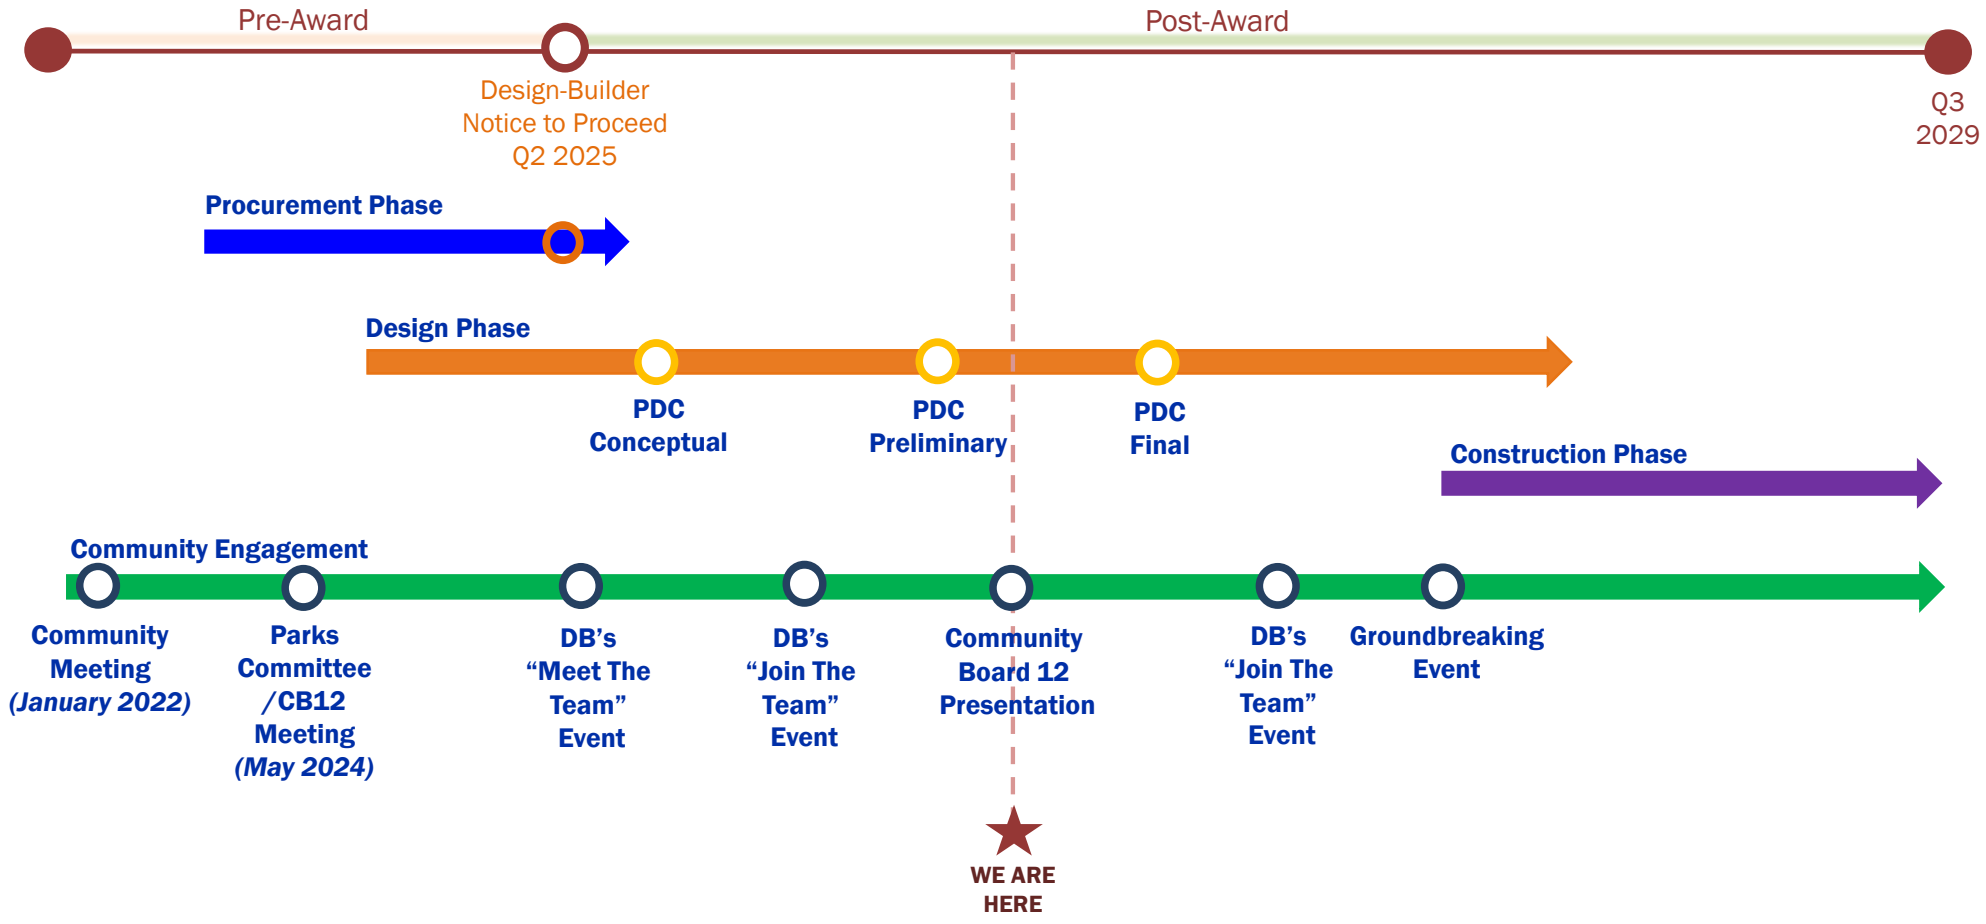 Pre-Award
Post-Award
Design-Builder
Notice to Proceed
Q2 2025
Q3
2029
Procurement Phase
Design Phase
PDC
Conceptual
PDC
Preliminary
PDC
Final
Construction Phase
Community Engagement
Community
Meeting
(January 2022)
Parks
Committee
/CB12
Meeting
(May 2024)
DB’s
“Meet The
Team”
Event
DB’s
“Join The
Team”
Event
Community
Board 12
Presentation
DB’s
“Join The
Team”
Event
Groundbreaking
Event
WE ARE
HERE